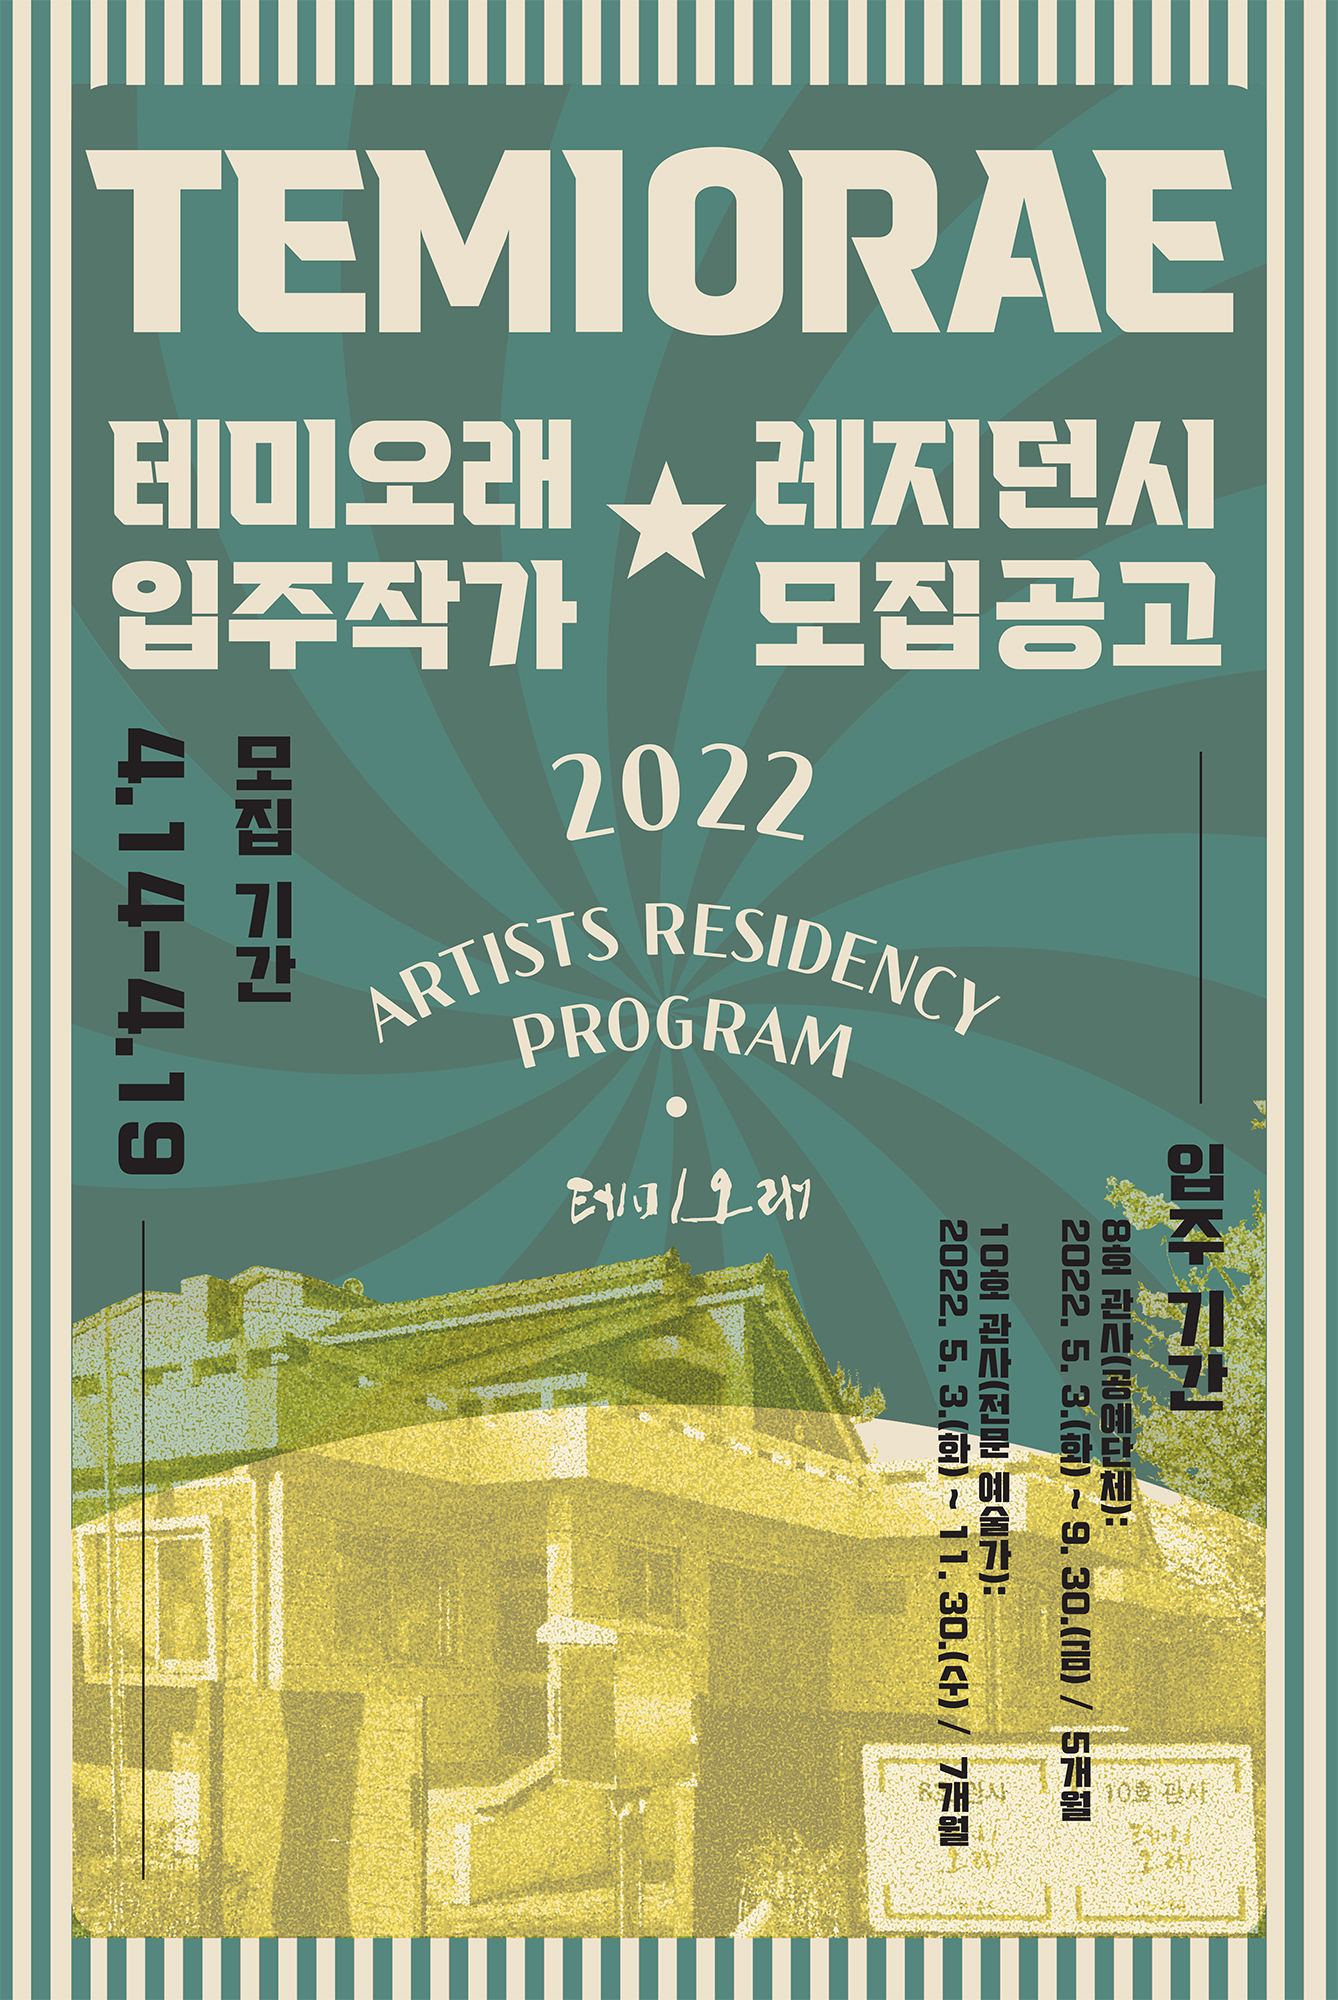 TEMIORAE
테미오래 ★ 레지던시
입주작가 모집공고
모집 기간
4.14-4.19
2022
ARTISTS RESIDENCY
PROGRAM
테미오래
입주 기간
8호 관사(공예단체):
2022. 5. 3.(화) ~ 9. 30.(금) / 5개월
10호 관사(전문 예술가):
2022. 5. 3.(화) ~ 11. 30.(수) / 7개월
10호 관사